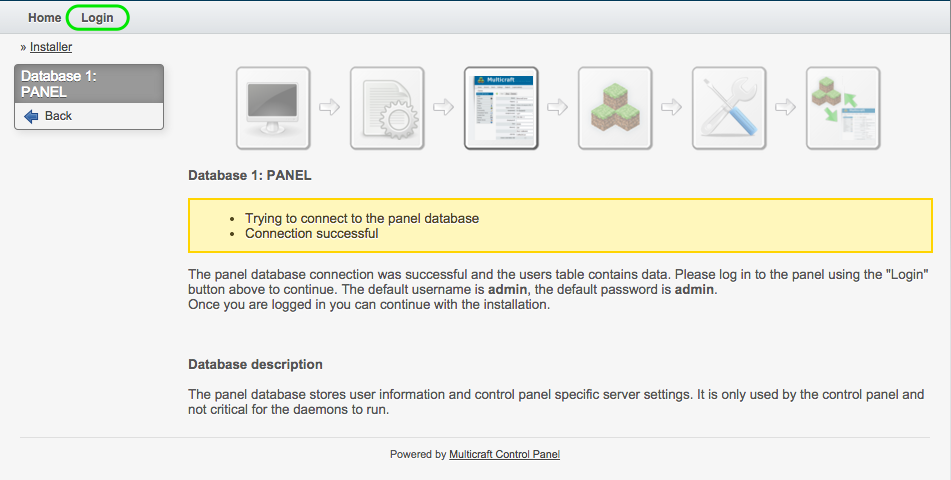 Home Login
» Installer
Database 1:
PANEL
Back
Multicraft
Database 1: PANEL
• Trying to connect to the panel database
• Connection successful
The panel database connection was successful and the users table contains data. Please log in to the panel using the "Login"
button above to continue. The default username is admin, the default password is admin.
Once you are logged in you can continue with the installation.
Database description
The panel database stores user information and control panel specific server settings. It is only used by the control panel and
not critical for the daemons to run.
Powered by Multicraft Control Panel